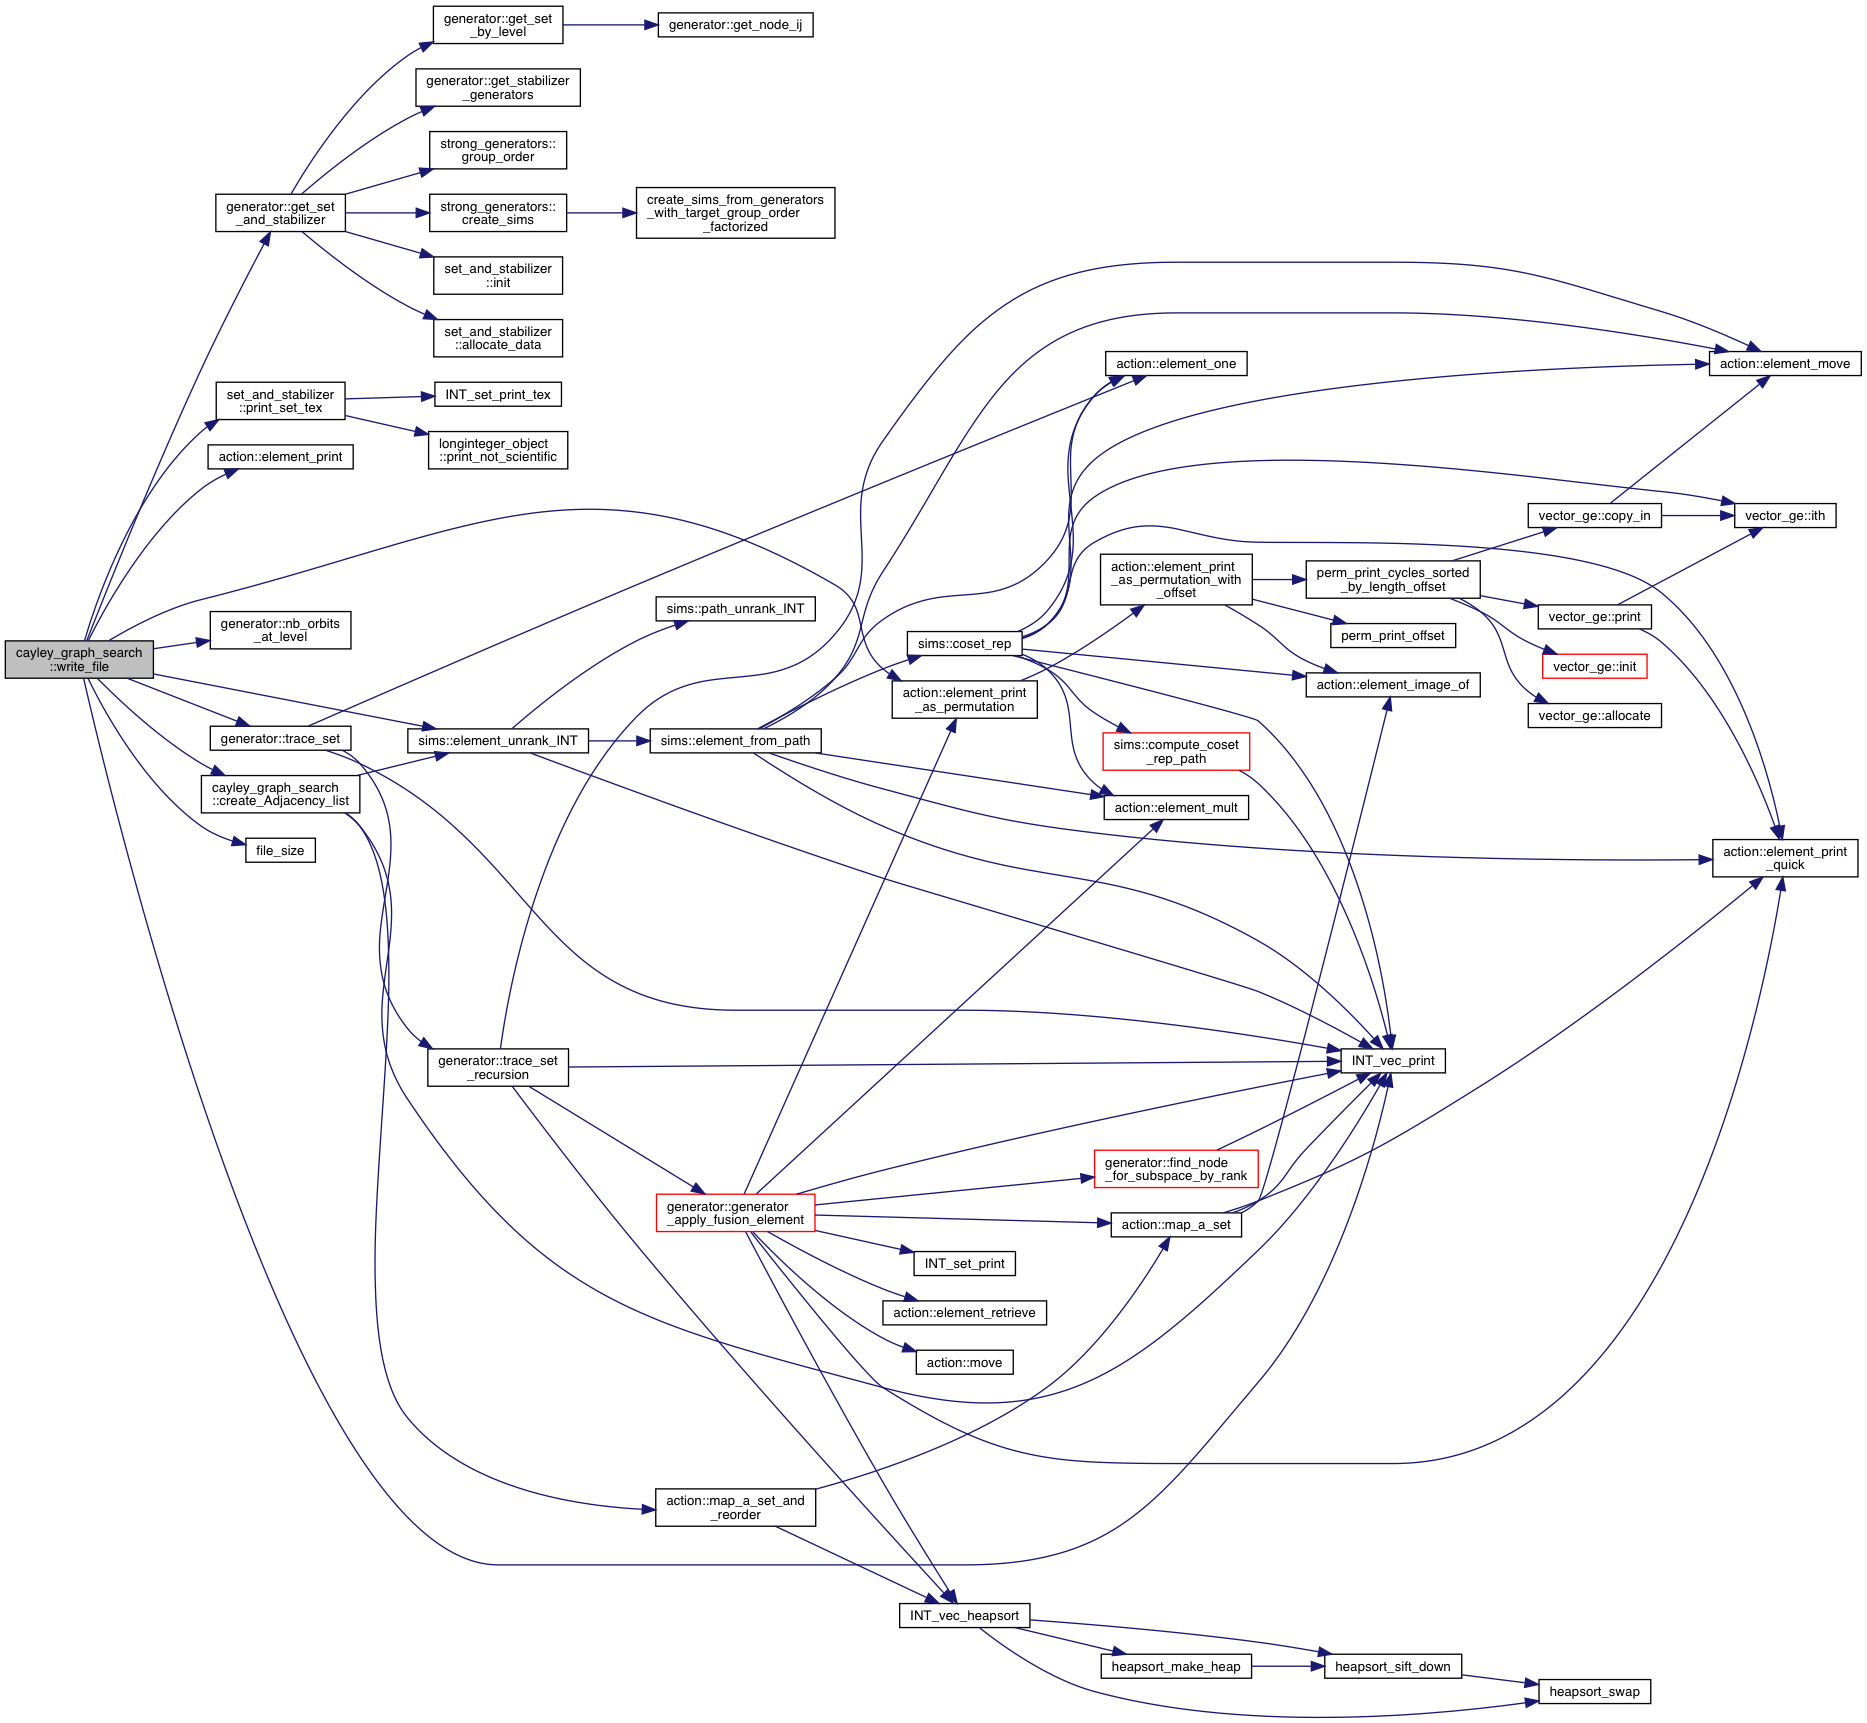 generator::get_set
_by_level
generator::get_node_ij
generator::get_stabilizer
_generators
strong_generators::
group_order
generator::get_set
_and_stabilizer
strong_generators::
create_sims
create_sims_from_generators
_with_target_group_order
_factorized
set_and_stabilizer
::init
set_and_stabilizer
::allocate_data
set_and_stabilizer
::print_set_tex
INT_set_print_tex
longinteger_object
::print_not_scientific
action::element_print
action::element_one
action::element_move
vector_ge::copy_in
vector_ge::ith
action::element_print
_as_permutation_with
_offset
perm_print_cycles_sorted
_by_length_offset
vector_ge::print
perm_print_offset
vector_ge::init
action::element_image_of
vector_ge::allocate
sims::path_unrank_INT
generator::nb_orbits
_at_level
cayley_graph_search
::write_file
sims::coset_rep
action::element_print
_as_permutation
generator::trace_set
sims::element_unrank_INT
sims::element_from_path
sims::compute_coset
_rep_path
cayley_graph_search
::create_Adjacency_list
action::element_mult
file_size
action::element_print
_quick
generator::trace_set
_recursion
INT_vec_print
generator::find_node
_for_subspace_by_rank
generator::generator
_apply_fusion_element
action::map_a_set
INT_set_print
action::element_retrieve
action::move
action::map_a_set_and
_reorder
INT_vec_heapsort
heapsort_make_heap
heapsort_sift_down
heapsort_swap